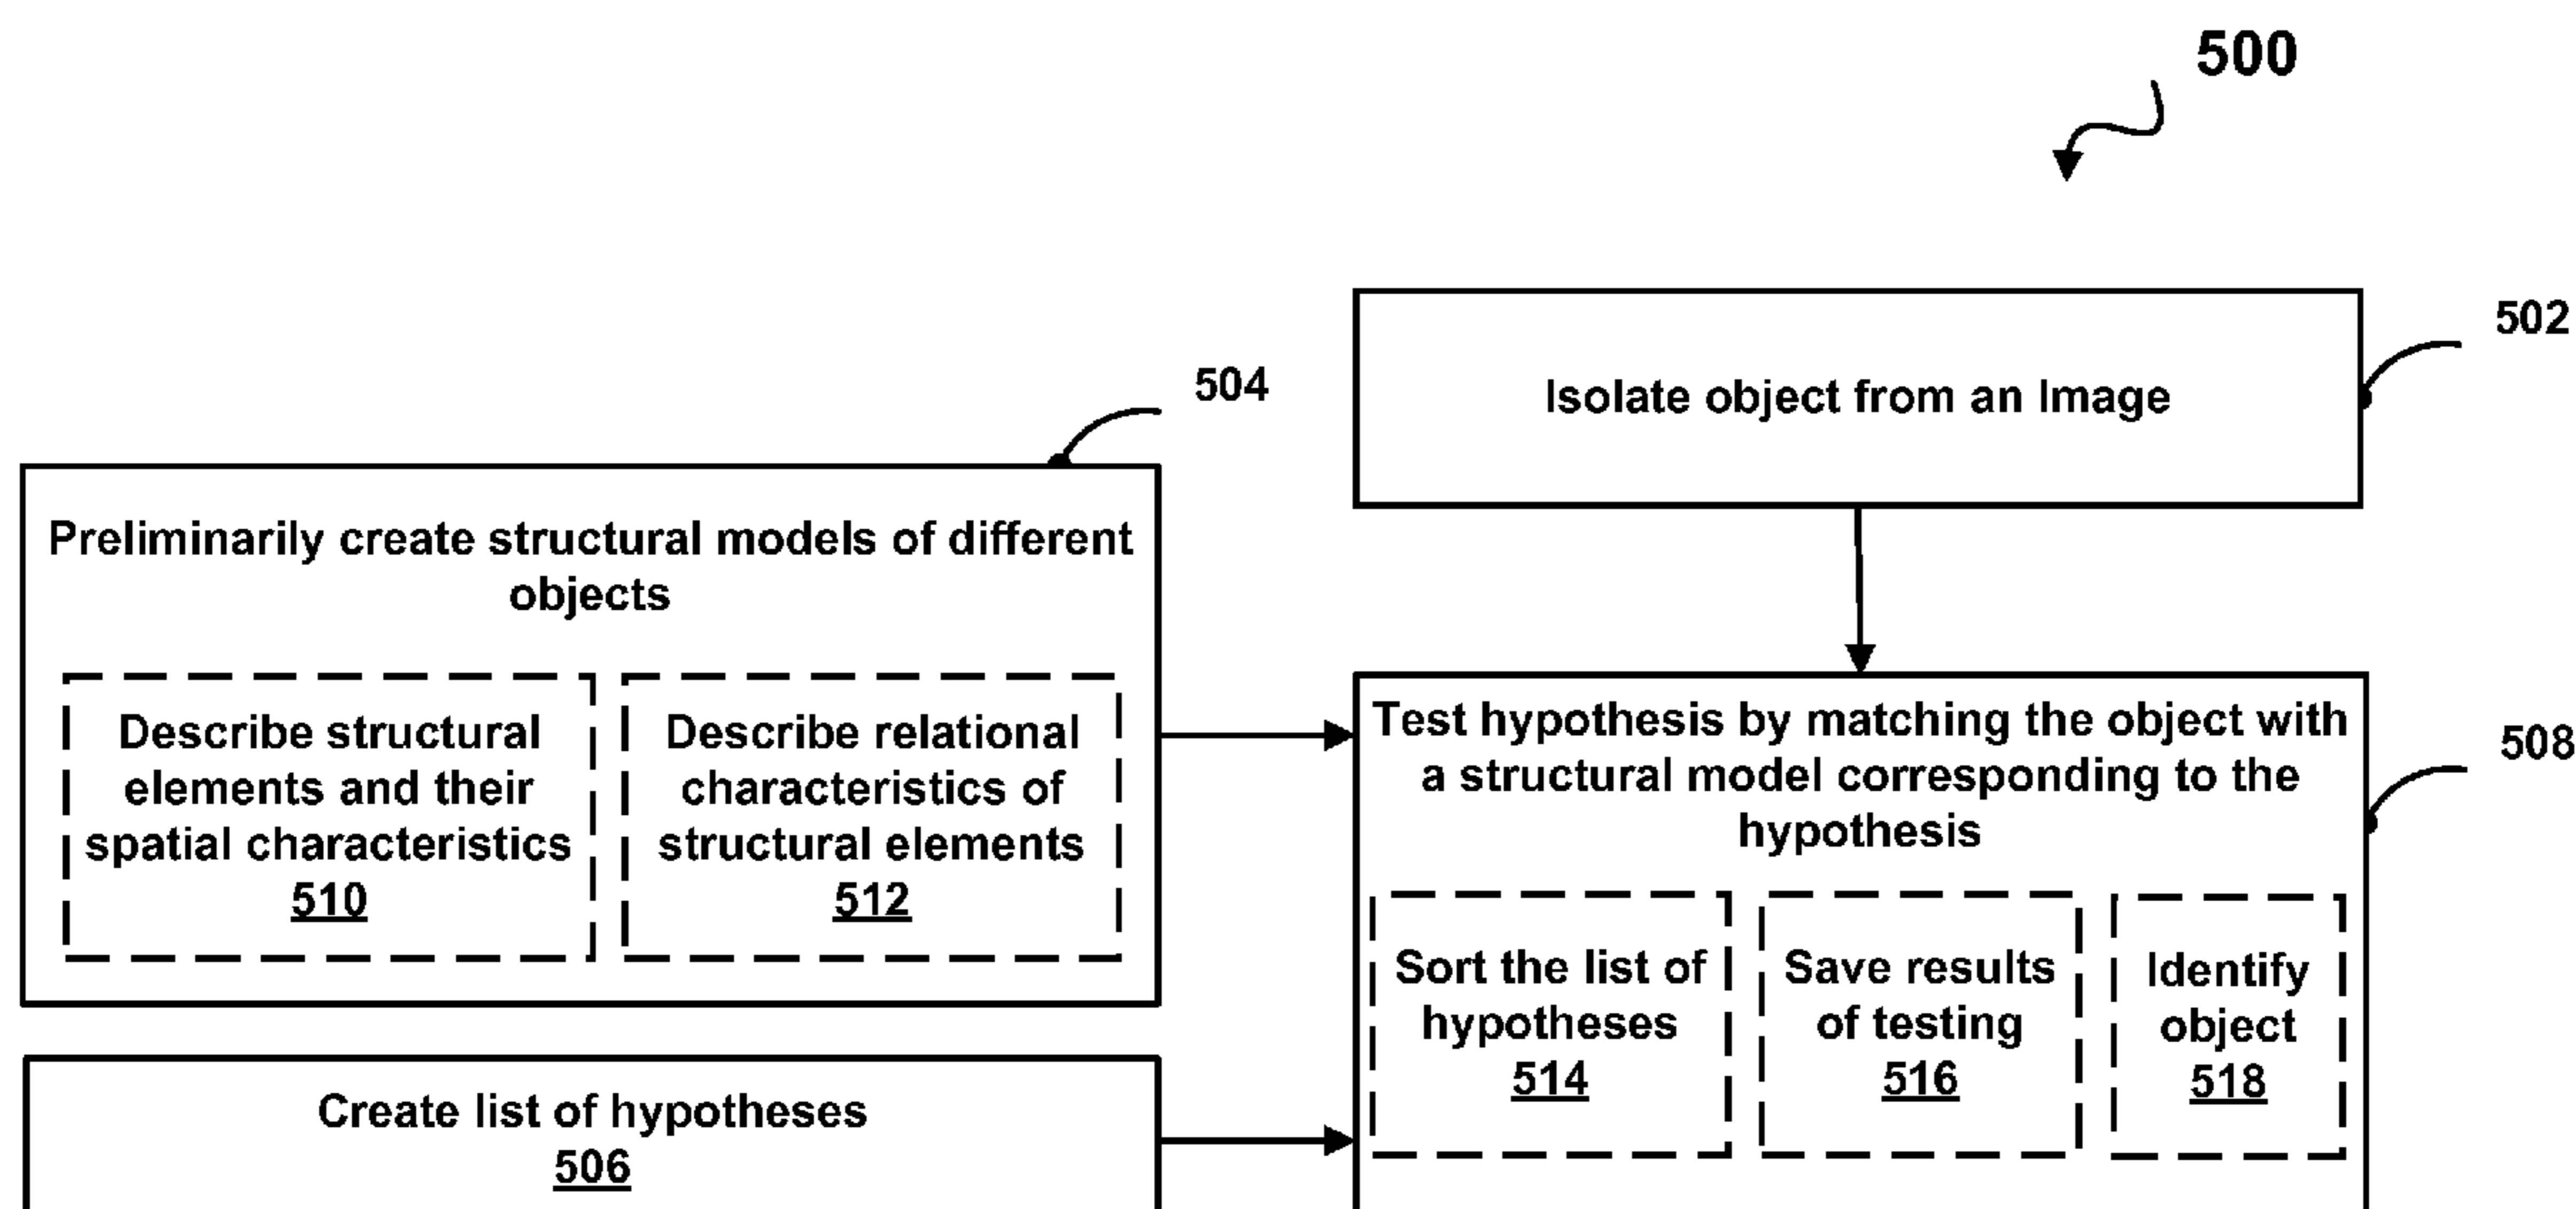 500
502
Isolate object from an Image
504
Preliminarily create structural models of different
objects
Describe structural
elements and their
spatial characteristics
510
Describe relational
characteristics of
structural elements
512
508
Test hypothesis by matching the object with
a structural model corresponding to the
hypothesis
Sort the list of
hypotheses
514
Save results
of testing
516
Identify
object
518
Create list of hypotheses
506